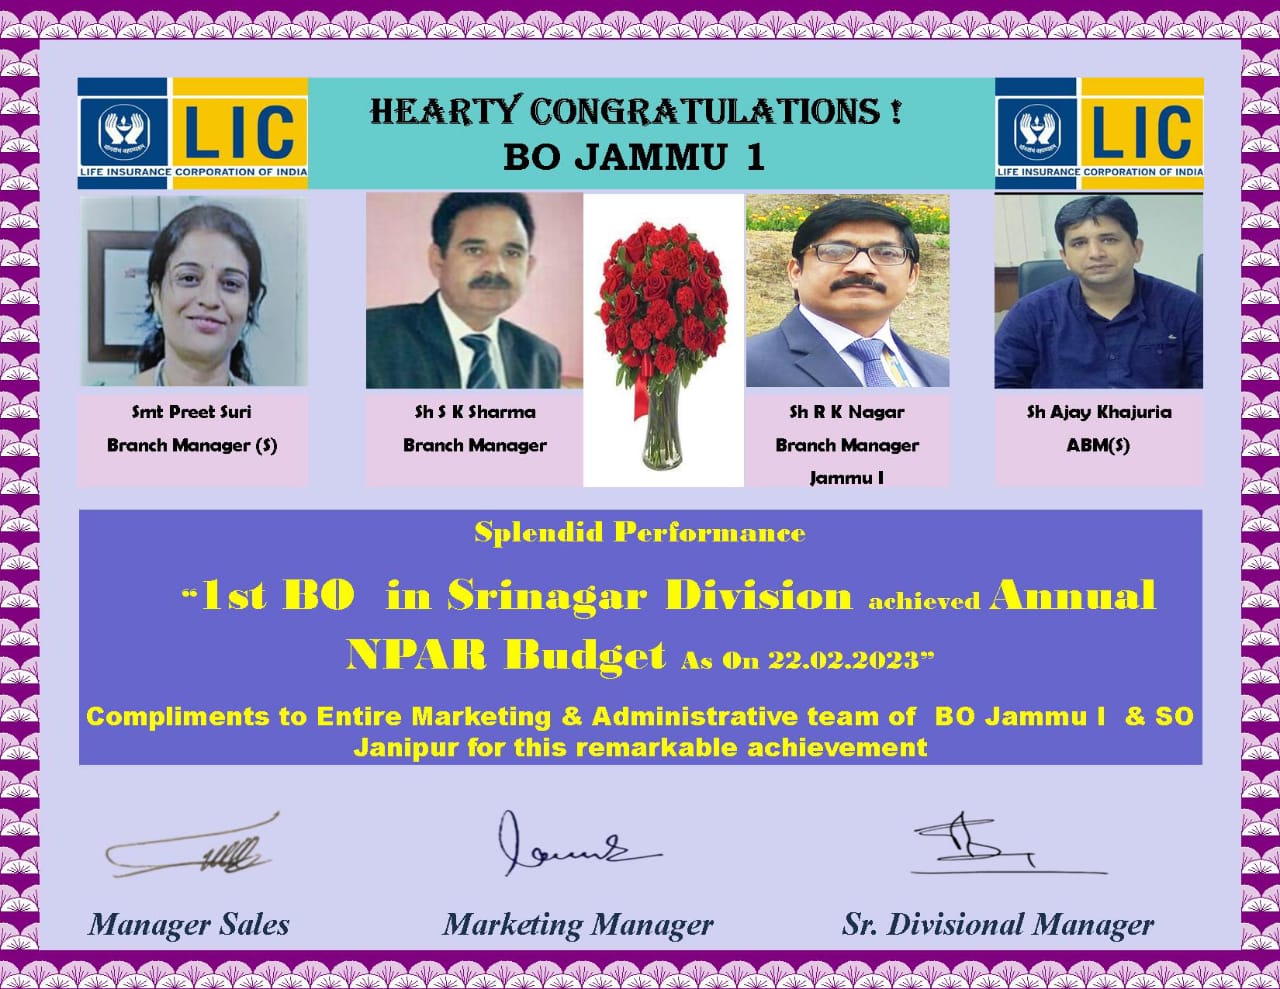 HEARTY CONGRATULATIONS !
BO JAMMU 1
LIC
LIFE INSURANCE CORPORATION OF INDIA
LIC
LIFE INSURANCE CORPORATION OF INDIA
Smt Preet Suri
Branch Manager (S)
Sh S K Sharma
Branch Manager
Sh R K Nagar
Branch Manager
Jammu I
Sh Ajay Khajuria
ABM(S)
Splendid Performance
“1st BO in Srinagar Division achieved Annual
NPAR Budget As On 22.02.2023”
Compliments to Entire Marketing & Administrative team of BO Jammu I & SO
Janipur for this remarkable achievement
Manager Sales
Marketing Manager
Sr. Divisional Manager